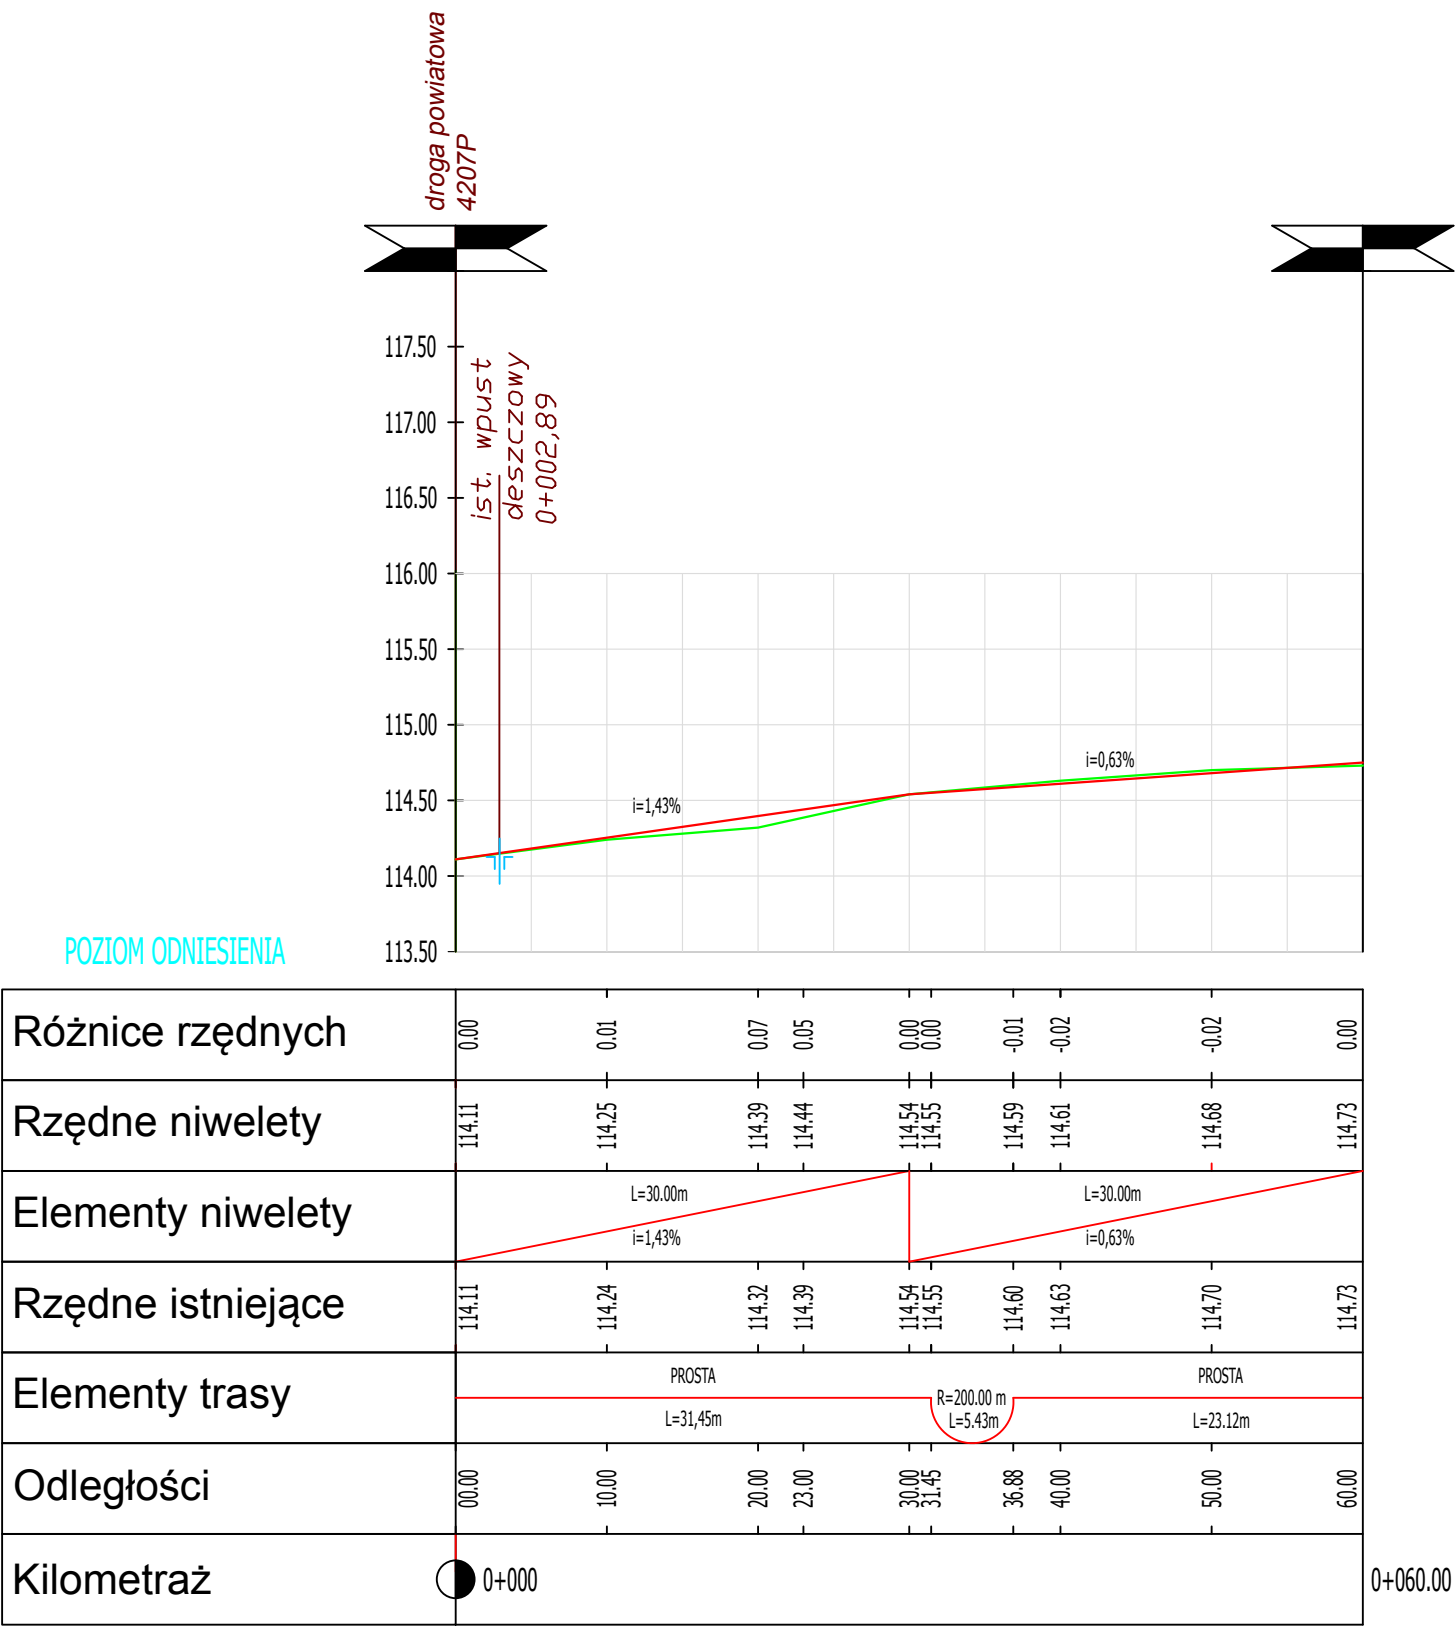 droga powiatowa
4207P
117.50
117.00
116.50
116.00
115.50
115.00
114.50
114.00
113.50
ist. wpust
deszczowy
0+002,89
i=1,43%
i=0,63%
POZIOM ODNIESIENIA
Różnice rzędnych 0.00 0.01 0.07 0.05 0.00 0.00 -0.01 -0.02 -0.02 0.00
Rzędne niwelety 114.11 114.25 114.39 114.44 114.54 114.55 114.59 114.61 114.68 114.73
Elementy niwelety
L=30.00m
i=1,43%
L=30.00m
i=0,63%
Rzędne istniejące 114.11 114.24 114.32 114.39 114.54 114.55 114.60 114.63 114.70 114.73
Elementy trasy
PROSTA
L=31,45m
R=200.00 m
L=5.43m
PROSTA
L=23.12m
Odległości 00.00 10.00 20.00 23.00 30.00 31.45 36.88 40.00 50.00 60.00
Kilometraż 0+000 0+060.00